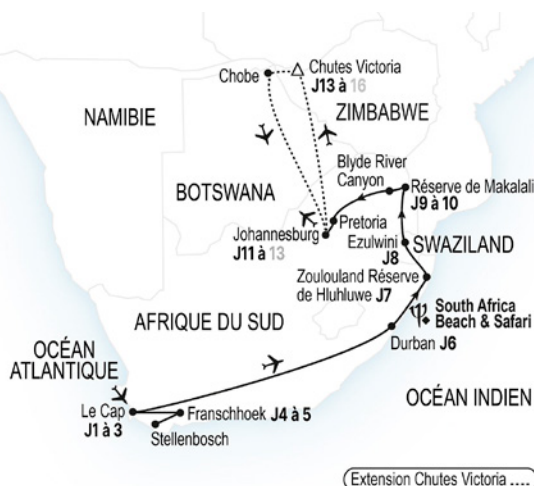 Chobe
Chutes Victoria
J13 à 16
NAMIBIE
ZIMBABWE
Blyde River
Canyon
BOTSWANA
Réserve de Makalali
J9 à 10
Pretoria
Johannesburg
J11 à 13
Ezulwini
J8
SWAZILAND
Zoulouland Réserve
de Hluhluwe J7
AFRIQUE DU SUD
South Africa
Beach & Safari
Durban J6
OCÉAN
ATLANTIQUE
OCÉAN INDIEN
Le Cap
J1 à 3
Franschhoek J4 à 5
Stellenbosch
Extension Chutes Victoria ....